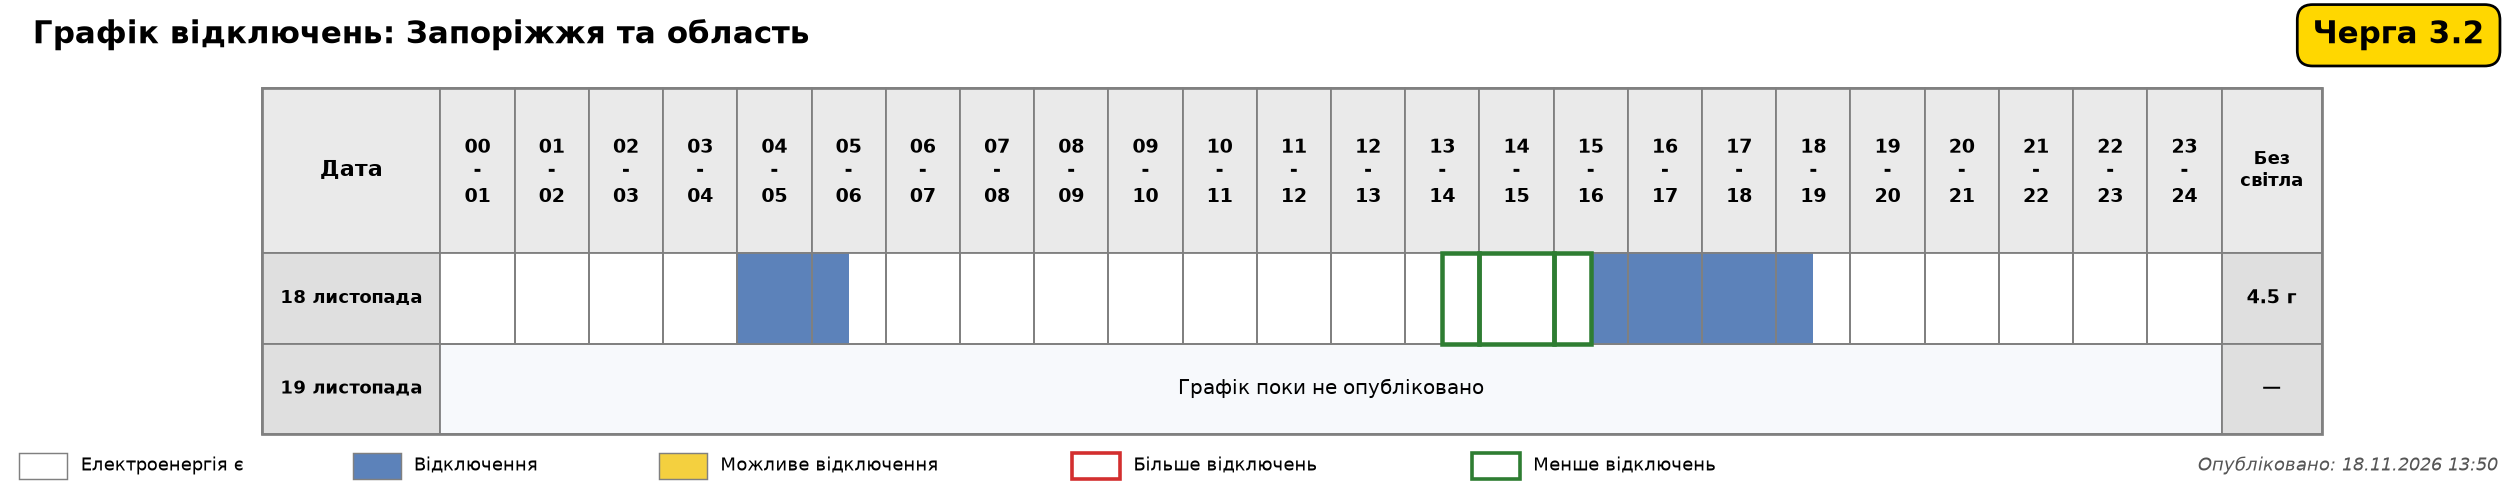 Графік відключень: Запоріжжя та область
Черга 3.2
Дата
00 - 01
01 - 02
02 - 03
03 - 04
04 - 05
05 - 06
06 - 07
07 - 08
08 - 09
09 - 10
10 - 11
11 - 12
12 - 13
13 - 14
14 - 15
15 - 16
16 - 17
17 - 18
18 - 19
19 - 20
20 - 21
21 - 22
22 - 23
23 - 24
Без
світла
18 листопада
4.5 г
19 листопада
Графік поки не опубліковано
—
Електроенергія є
Відключення
Можливе відключення
Більше відключень
Менше відключень
Опубліковано: 18.11.2026 13:50